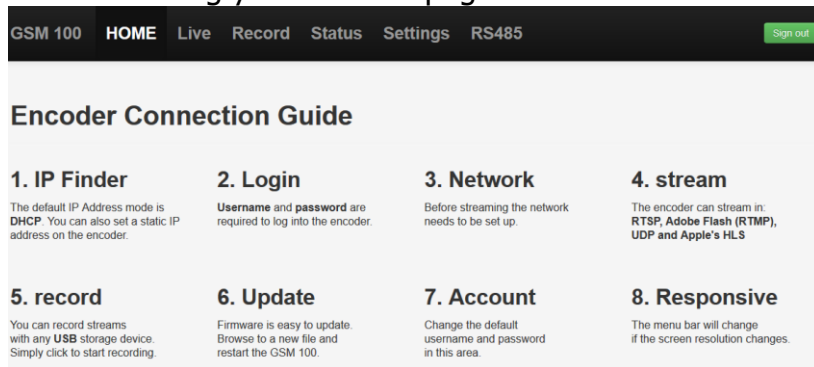 GSM 100 HOME Live Record Status Settings RS485 Sign out
Encoder Connection Guide
1. IP Finder
The default IP Address mode is
DHCP. You can also set a static IP
address on the encoder.
2. Login
Username and password are
required to log into the encoder.
3. Network
Before streaming the network
needs to be set up.
4. stream
The encoder can stream in:
RTSP, Adobe Flash (RTMP),
UDP and Apple's HLS
5. record
You can record streams
with any USB storage device.
Simply click to start recording.
6. Update
Firmware is easy to update.
Browse to a new file and
restart the GSM 100.
7. Account
Change the default
username and password
in this area.
8. Responsive
The menu bar will change
if the screen resolution changes.